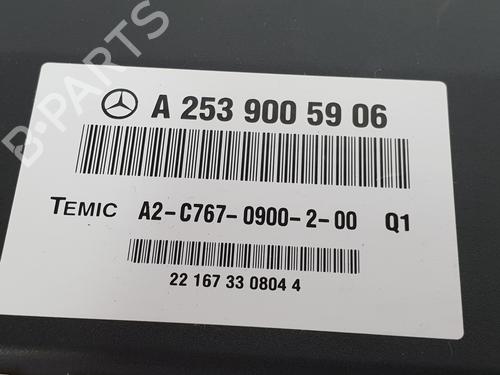 B-PARTS
A 253 900 59 06
TEMIC A2-C767-0900-2-00 Q1
22 167 33 0804 4